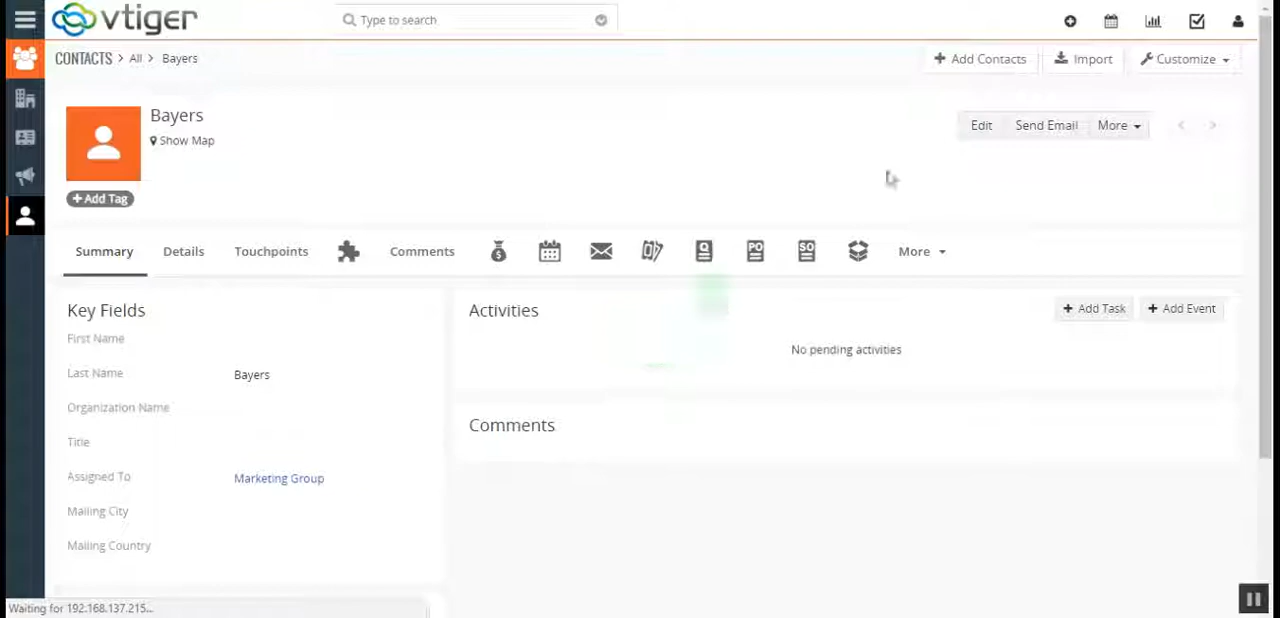 vtiger
Type to search
CONTACTS > All > Bayers
+ Add Contacts
Import
Customize
Bayers
Show Map
Edit
Send Email
More
+ Add Tag
Summary
Details
Touchpoints
Comments
$
Q
PO
SO
More
Key Fields
First Name
Last Name Bayers
Organization Name
Title
Assigned To Marketing Group
Mailing City
Mailing Country
Activities
+ Add Task
+ Add Event
No pending activities
Comments
Waiting for 192.168.137.215...